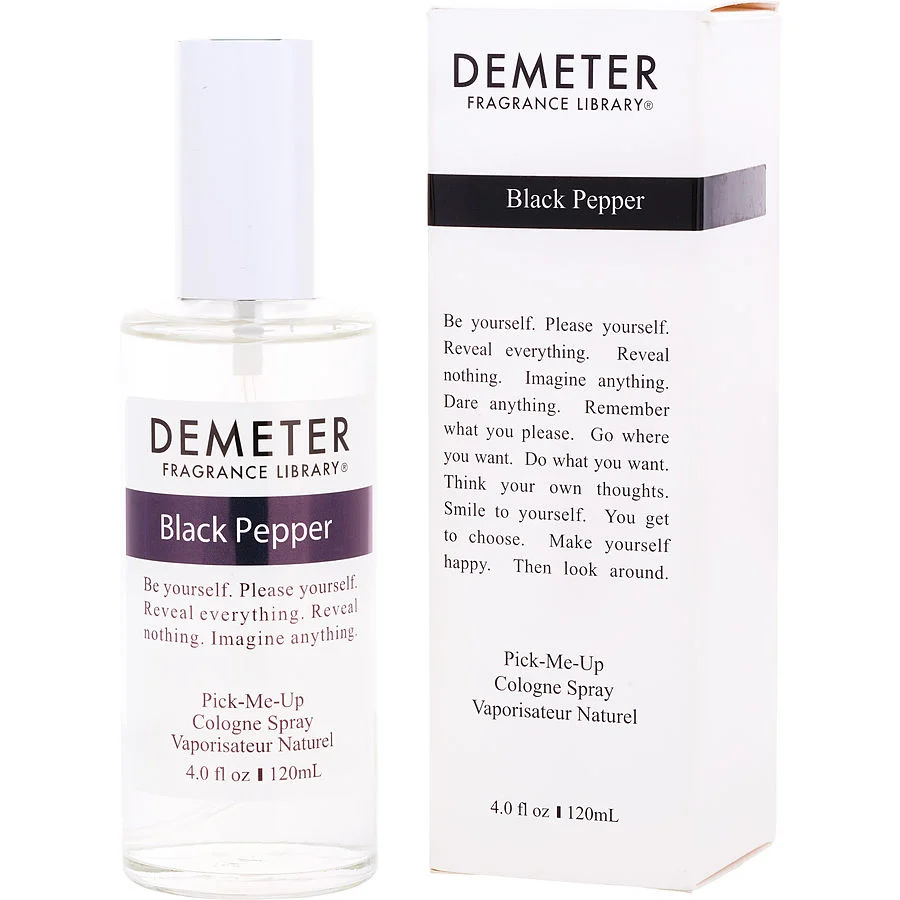 DEMETER
FRAGRANCE LIBRARY®
Black Pepper
Be yourself. Please yourself.
Reveal everything. Reveal
nothing. Imagine anything.
Pick-Me-Up
Cologne Spray
Vaporisateur Naturel
4.0 fl oz ❚ 120mL
DEMETER
FRAGRANCE LIBRARY®
Black Pepper
Be yourself. Please yourself.
Reveal everything. Reveal
nothing. Imagine anything.
Dare anything. Remember
what you please. Go where
you want. Do what you want.
Think your own thoughts.
Smile to yourself. You get
to choose. Make yourself
happy. Then look around.
Pick-Me-Up
Cologne Spray
Vaporisateur Naturel
4.0 fl oz ❚ 120mL